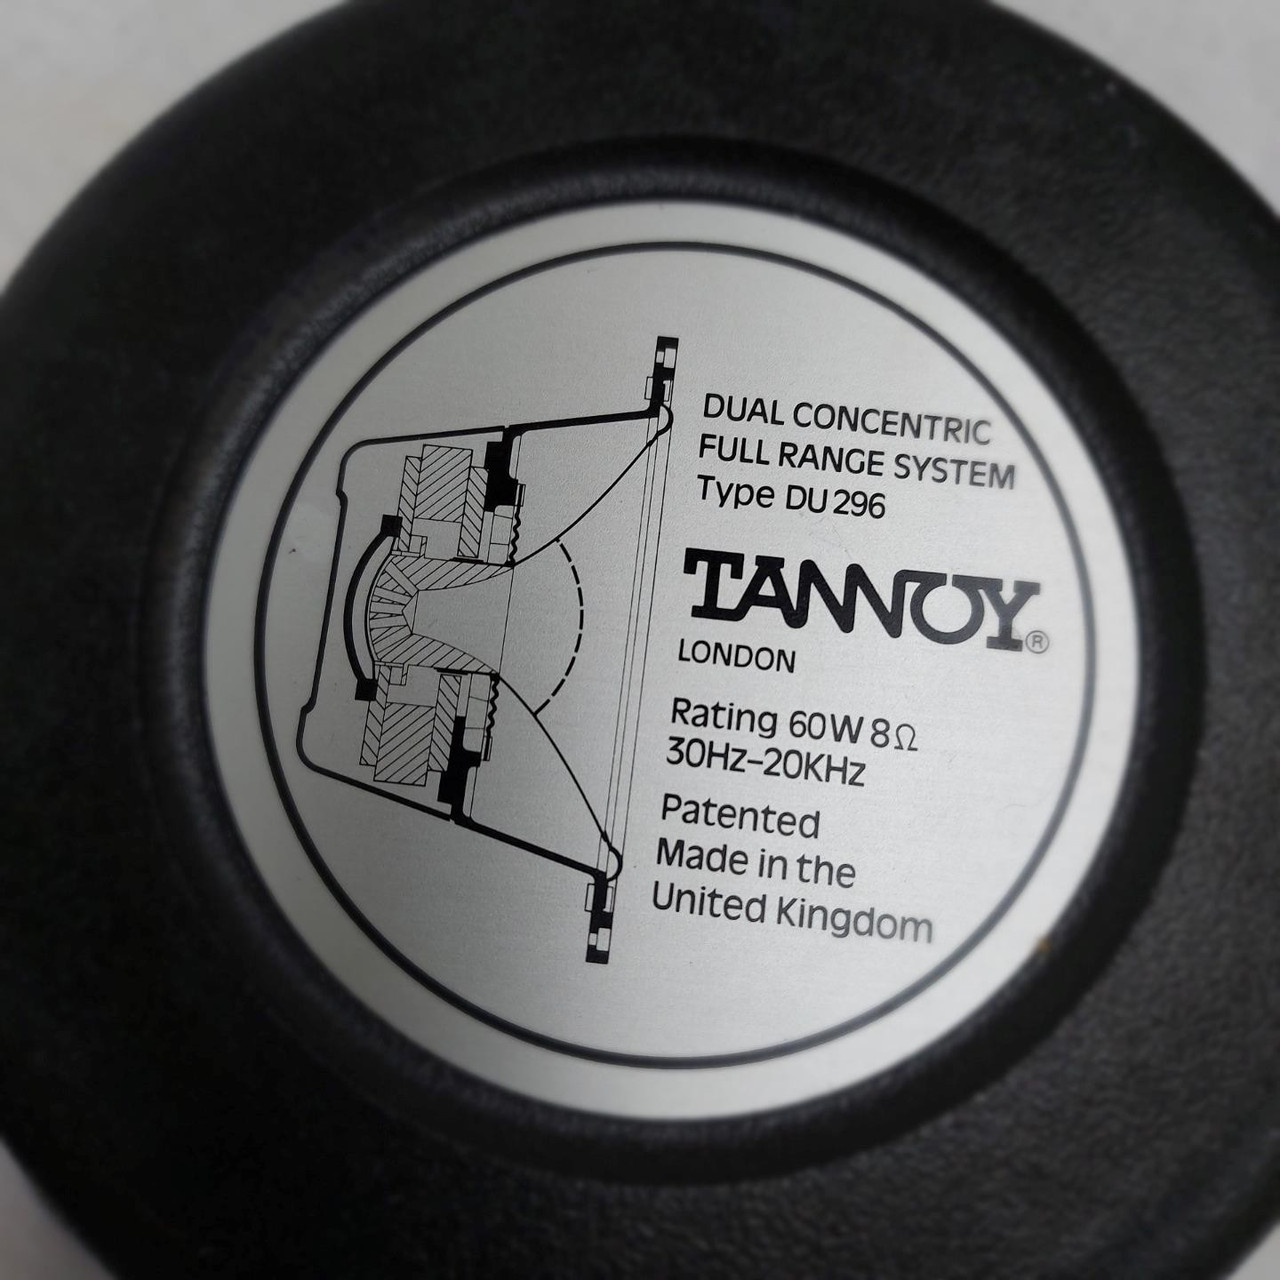 DUAL CONCENTRIC
FULL RANGE SYSTEM
Type DU 296
TANNOY®
LONDON
Rating 60W 8Ω
30Hz–20KHz
Patented
Made in the
United Kingdom